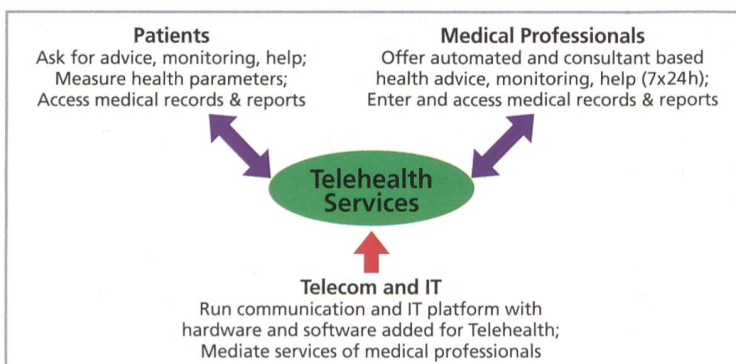 Patients
Ask for advice, monitoring, help;
Measure health parameters;
Access medical records & reports
Medical Professionals
Offer automated and consultant based
health advice, monitoring, help (7x24h);
Enter and access medical records & reports
Telehealth
Services
Telecom and IT
Run communication and IT platform with
hardware and software added for Telehealth;
Mediate services of medical professionals